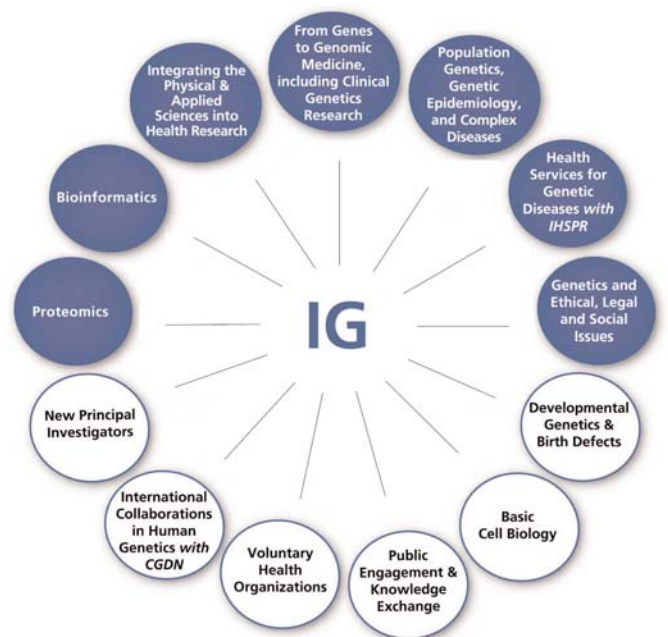 From Genes
to Genomic
Medicine,
including Clinical
Genetics
Research
Population
Genetics,
Genetic
Epidemiology,
and Complex
Diseases
Health
Services for
Genetic
Diseases with
IHSPR
Genetics and
Ethical, Legal
and Social
Issues
Developmental
Genetics &
Birth Defects
Basic
Cell Biology
Public
Engagement &
Knowledge
Exchange
Voluntary
Health
Organizations
International
Collaborations
in Human
Genetics with
CGDN
New Principal
Investigators
Proteomics
Bioinformatics
Integrating the
Physical &
Applied
Sciences into
Health Research
IG